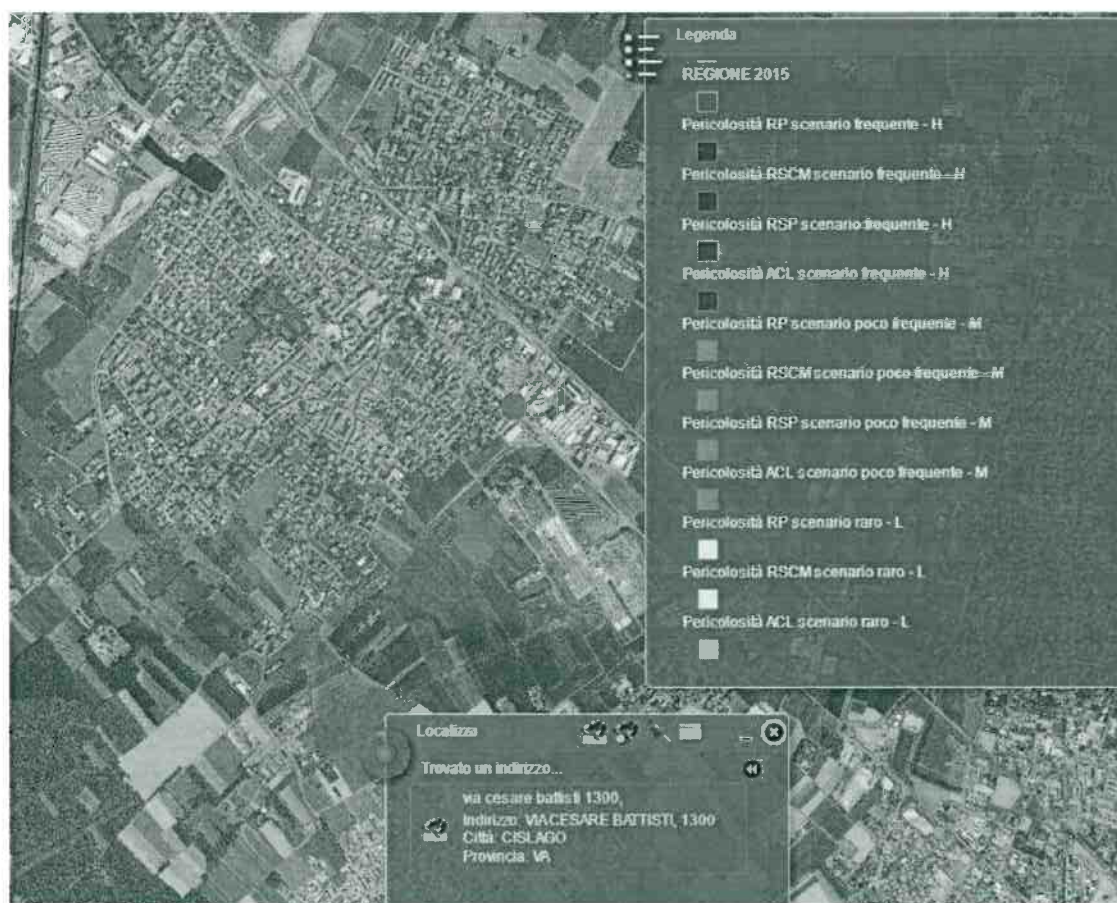 Legenda
REGIONE 2015
Pericolosità RP scenario frequente - H
Pericolosità RSCM scenario frequente - H
Pericolosità RSP scenario frequente - H
Pericolosità ACL scenario frequente - H
Pericolosità RP scenario poco frequente - M
Pericolosità RSCM scenario poco frequente - M
Pericolosità RSP scenario poco frequente - M
Pericolosità ACL scenario poco frequente - M
Pericolosità RP scenario raro - L
Pericolosità RSCM scenario raro - L
Pericolosità ACL scenario raro - L
Localizza
Trovato un indirizzo...
via cesare battisti 1300,
Indirizzo: VIA CESARE BATTISTI, 1300
Città: CISLAGO
Provincia: VA